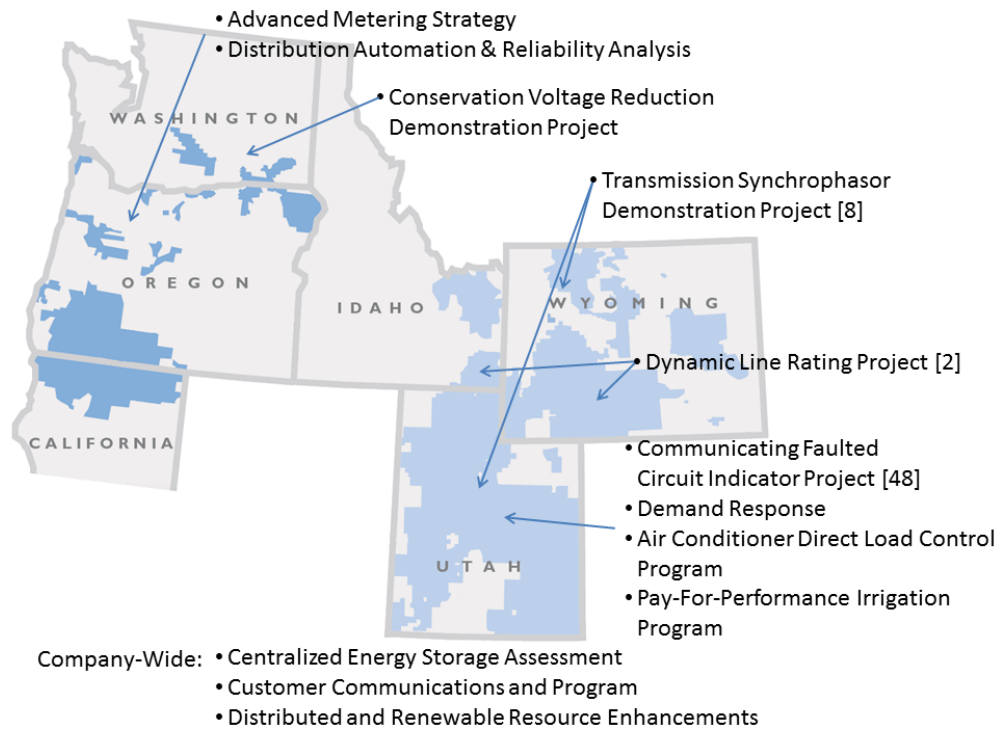 • Advanced Metering Strategy
• Distribution Automation & Reliability Analysis
• Conservation Voltage Reduction
Demonstration Project
WASHINGTON
• Transmission Synchrophasor
Demonstration Project [8]
OREGON
IDAHO
WYOMING
• Dynamic Line Rating Project [2]
CALIFORNIA
• Communicating Faulted
Circuit Indicator Project [48]
• Demand Response
• Air Conditioner Direct Load Control
Program
• Pay-For-Performance Irrigation
Program
UTAH
Company-Wide: • Centralized Energy Storage Assessment
• Customer Communications and Program
• Distributed and Renewable Resource Enhancements